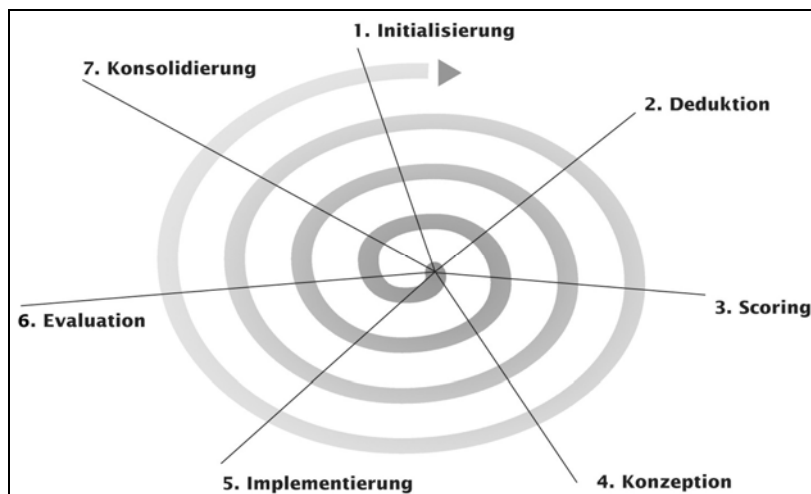 1. Initialisierung
7. Konsolidierung
2. Deduktion
3. Scoring
6. Evaluation
5. Implementierung
4. Konzeption